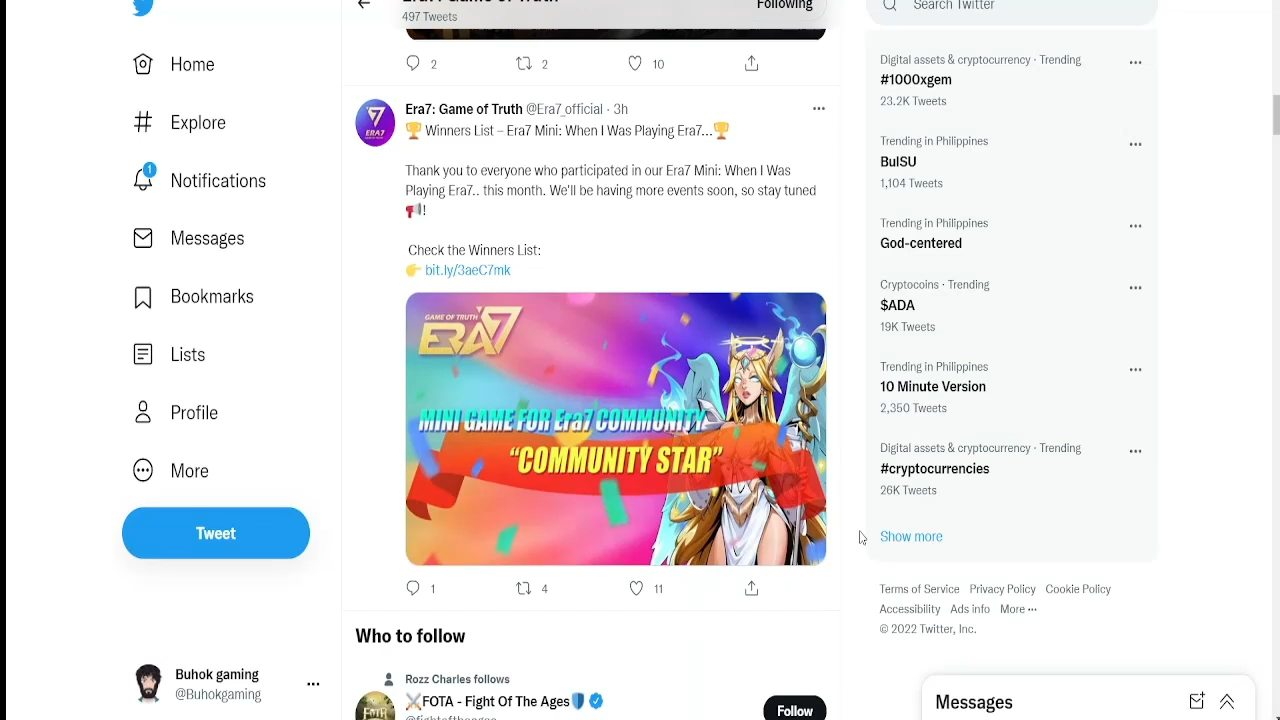 Home
Explore
1
Notifications
Messages
Bookmarks
Lists
Profile
More
Tweet
Buhok gaming
@Buhokgaming
Era7: Game of Truth
497 Tweets
Following
2
2
10
Era7: Game of Truth @Era7_official · 3h
🏆 Winners List – Era7 Mini: When I Was Playing Era7...🏆
Thank you to everyone who participated in our Era7 Mini: When I Was
Playing Era7.. this month. We'll be having more events soon, so stay tuned
📢!
Check the Winners List:
👉 bit.ly/3aeC7mk
GAME OF TRUTH
ERA7
MINI GAME FOR Era7 COMMUNITY
"COMMUNITY STAR"
1
4
11
Who to follow
Rozz Charles follows
⚔️FOTA - Fight Of The Ages🛡️
@fightoftheages
Follow
Search Twitter
Digital assets & cryptocurrency · Trending
#1000xgem
23.2K Tweets
Trending in Philippines
BulSU
1,104 Tweets
Trending in Philippines
God-centered
Cryptocoins · Trending
$ADA
19K Tweets
Trending in Philippines
10 Minute Version
2,350 Tweets
Digital assets & cryptocurrency · Trending
#cryptocurrencies
26K Tweets
Show more
Terms of Service Privacy Policy Cookie Policy
Accessibility Ads info More ···
© 2022 Twitter, Inc.
Messages